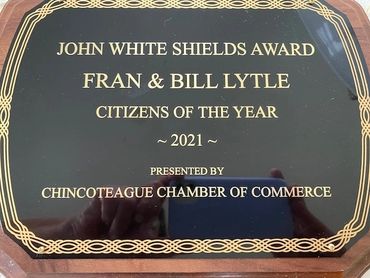 JOHN WHITE SHIELDS AWARD
FRAN & BILL LYTLE
CITIZENS OF THE YEAR
~ 2021 ~
PRESENTED BY
CHINCOTEAGUE CHAMBER OF COMMERCE